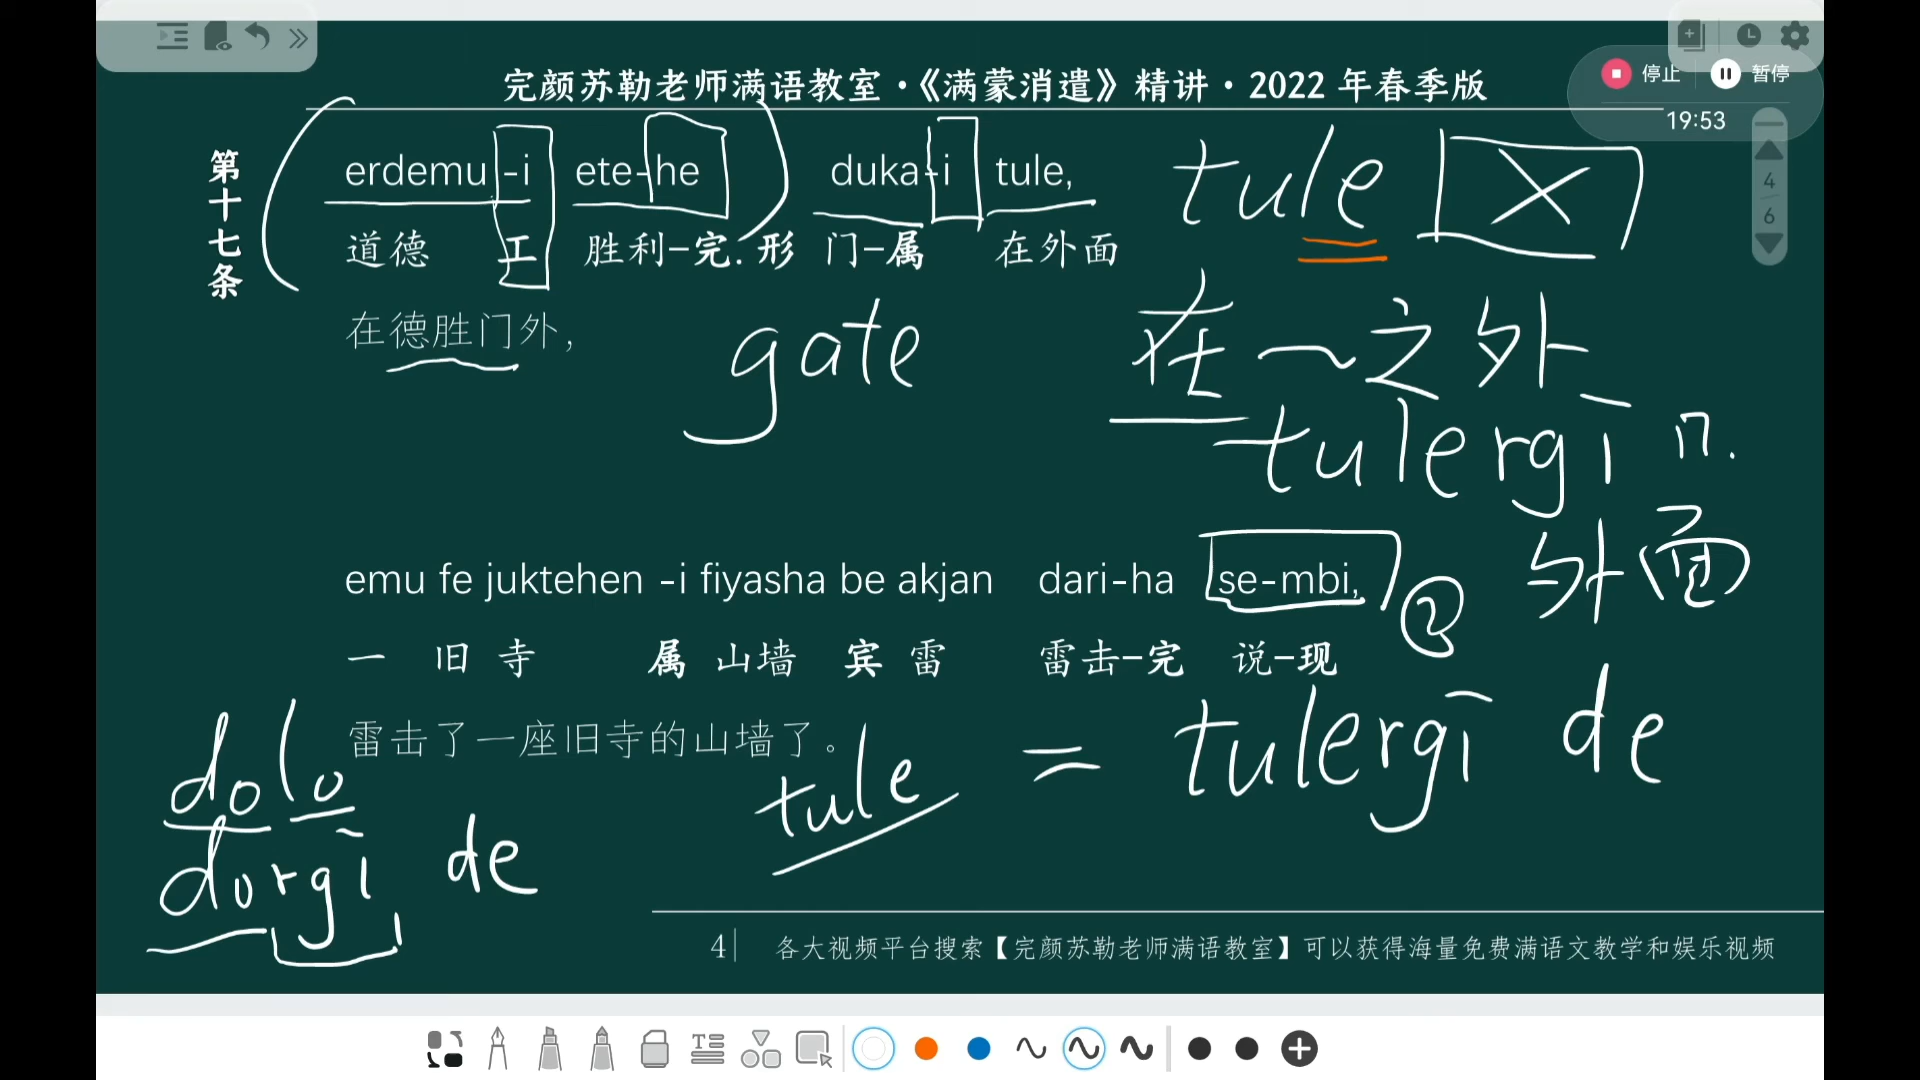 停止 暂停
19:53
完颜苏勒老师满语教室·《满蒙消遣》精讲·2022 年春季版
4
6
第十七条
erdemu -i ete-he duka-i tule,
道德 工 胜利-完.形 门-属 在外面
在德胜门外，
tule
gate
在~之外
tulergi n.
外面
emu fe juktehen -i fiyasha be akjan dari-ha se-mbi,
②
一 旧 寺 属 山墙 宾 雷 雷击-完 说-现
雷击了一座旧寺的山墙了。
tule = tulergi de
dolo
dorgi de
4| 各大视频平台搜索【完颜苏勒老师满语教室】可以获得海量免费满语文教学和娱乐视频